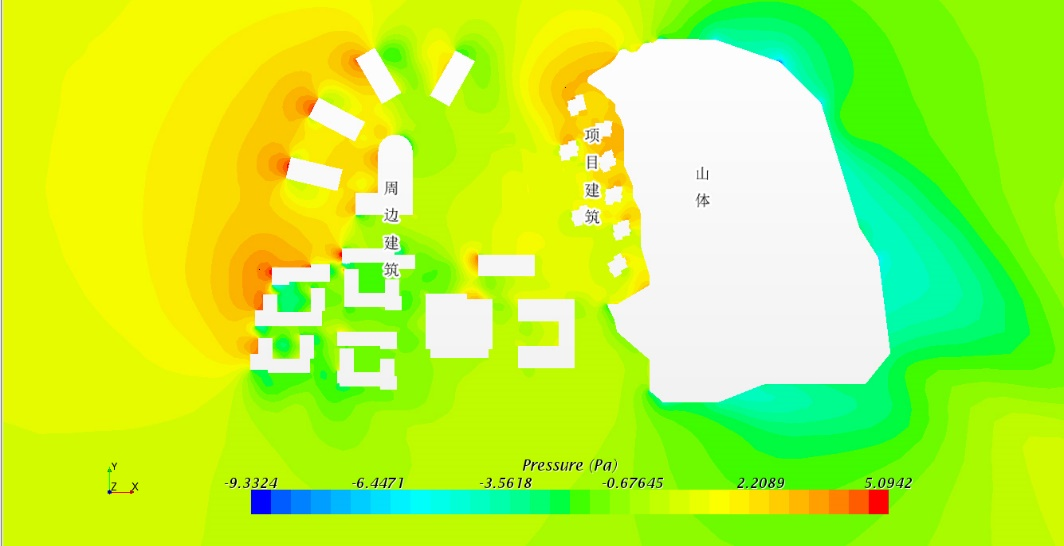 项
目
建
筑
山
体
周
边
建
筑
Pressure (Pa)
-9.3324 -6.4471 -3.5618 -0.67645 2.2089 5.0942
Y
Z X